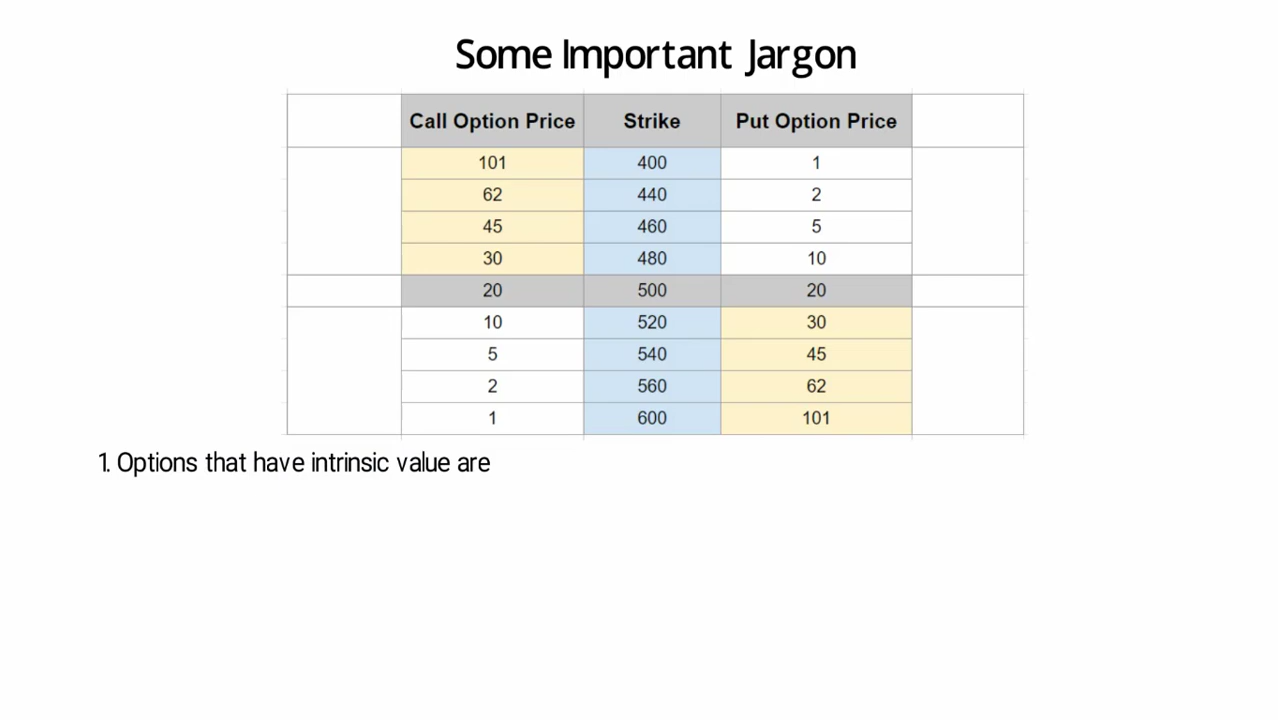 Some Important Jargon
Call Option Price Strike Put Option Price
101 400 1
62 440 2
45 460 5
30 480 10
20 500 20
10 520 30
5 540 45
2 560 62
1 600 101
1. Options that have intrinsic value are